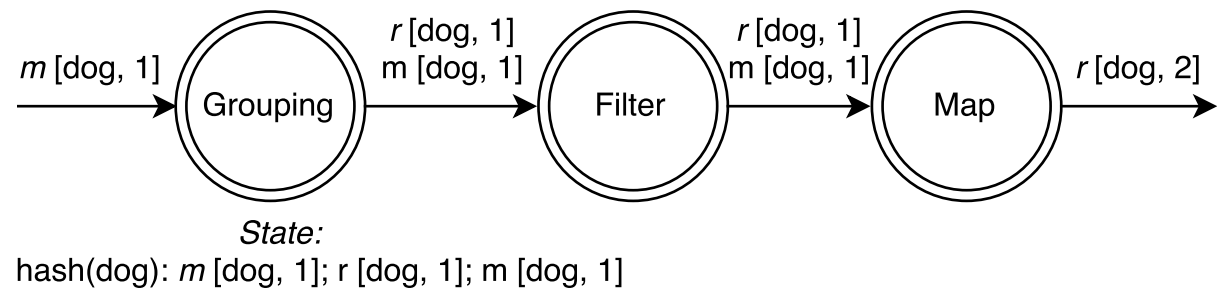 r [dog, 1]
r [dog, 1]
m [dog, 1]
m [dog, 1]
m [dog, 1]
r [dog, 2]
Grouping
Filter
Map
State:
hash(dog): m [dog, 1]; r [dog, 1]; m [dog, 1]